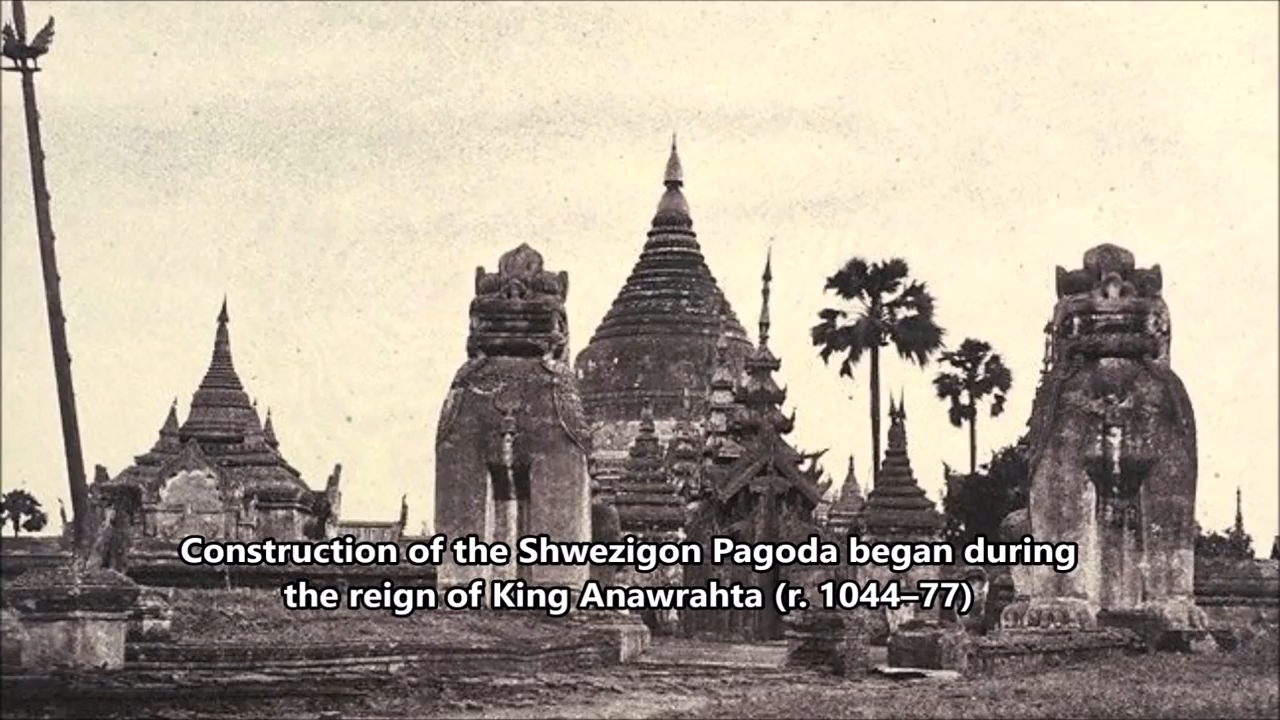 Construction of the Shwezigon Pagoda began during
the reign of King Anawrahta (r. 1044–77)